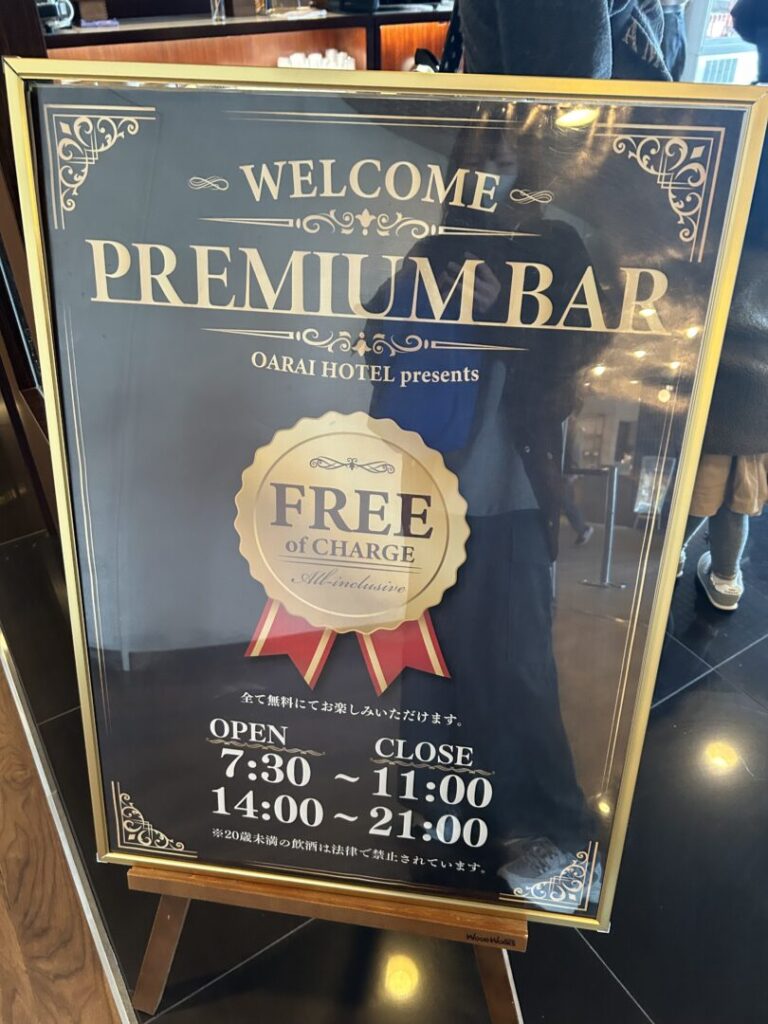 WELCOME
PREMIUM BAR
OARAI HOTEL presents
FREE
of CHARGE
All-inclusive
全て無料にてお楽しみいただけます。
OPEN CLOSE
7:30 ~ 11:00
14:00 ~ 21:00
※20歳未満の飲酒は法律で禁止されています。